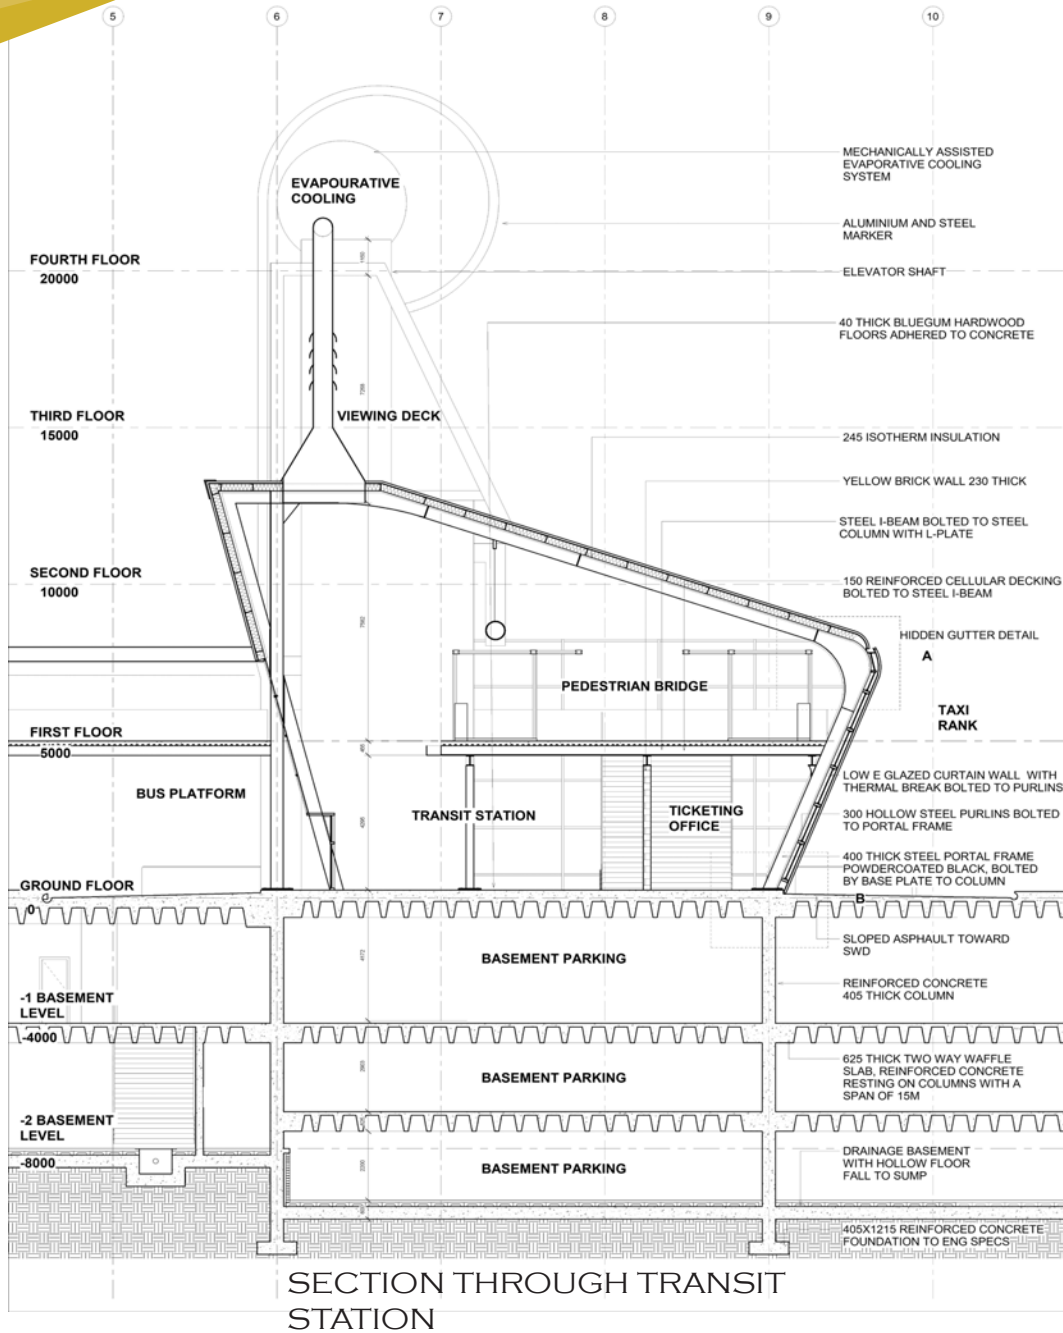 5 6 7 8 9 10
MECHANICALLY ASSISTED
EVAPORATIVE COOLING
SYSTEM
EVAPOURATIVE
COOLING
ALUMINIUM AND STEEL
MARKER
FOURTH FLOOR
20000
ELEVATOR SHAFT
40 THICK BLUEGUM HARDWOOD
FLOORS ADHERED TO CONCRETE
THIRD FLOOR
15000
VIEWING DECK
245 ISOTHERM INSULATION
YELLOW BRICK WALL 230 THICK
STEEL I-BEAM BOLTED TO STEEL
COLUMN WITH L-PLATE
SECOND FLOOR
10000
150 REINFORCED CELLULAR DECKING
BOLTED TO STEEL I-BEAM
HIDDEN GUTTER DETAIL
A
PEDESTRIAN BRIDGE
TAXI
RANK
FIRST FLOOR
5000
BUS PLATFORM
TRANSIT STATION
TICKETING
OFFICE
LOW E GLAZED CURTAIN WALL WITH
THERMAL BREAK BOLTED TO PURLINS
300 HOLLOW STEEL PURLINS BOLTED
TO PORTAL FRAME
400 THICK STEEL PORTAL FRAME
POWDERCOATED BLACK, BOLTED
BY BASE PLATE TO COLUMN
GROUND FLOOR
0
B
SLOPED ASPHAULT TOWARD
SWD
BASEMENT PARKING
REINFORCED CONCRETE
405 THICK COLUMN
-1 BASEMENT
LEVEL
-4000
625 THICK TWO WAY WAFFLE
SLAB, REINFORCED CONCRETE
RESTING ON COLUMNS WITH A
SPAN OF 15M
BASEMENT PARKING
-2 BASEMENT
LEVEL
-8000
DRAINAGE BASEMENT
WITH HOLLOW FLOOR
FALL TO SUMP
BASEMENT PARKING
405X1215 REINFORCED CONCRETE
FOUNDATION TO ENG SPECS
SECTION THROUGH TRANSIT
STATION